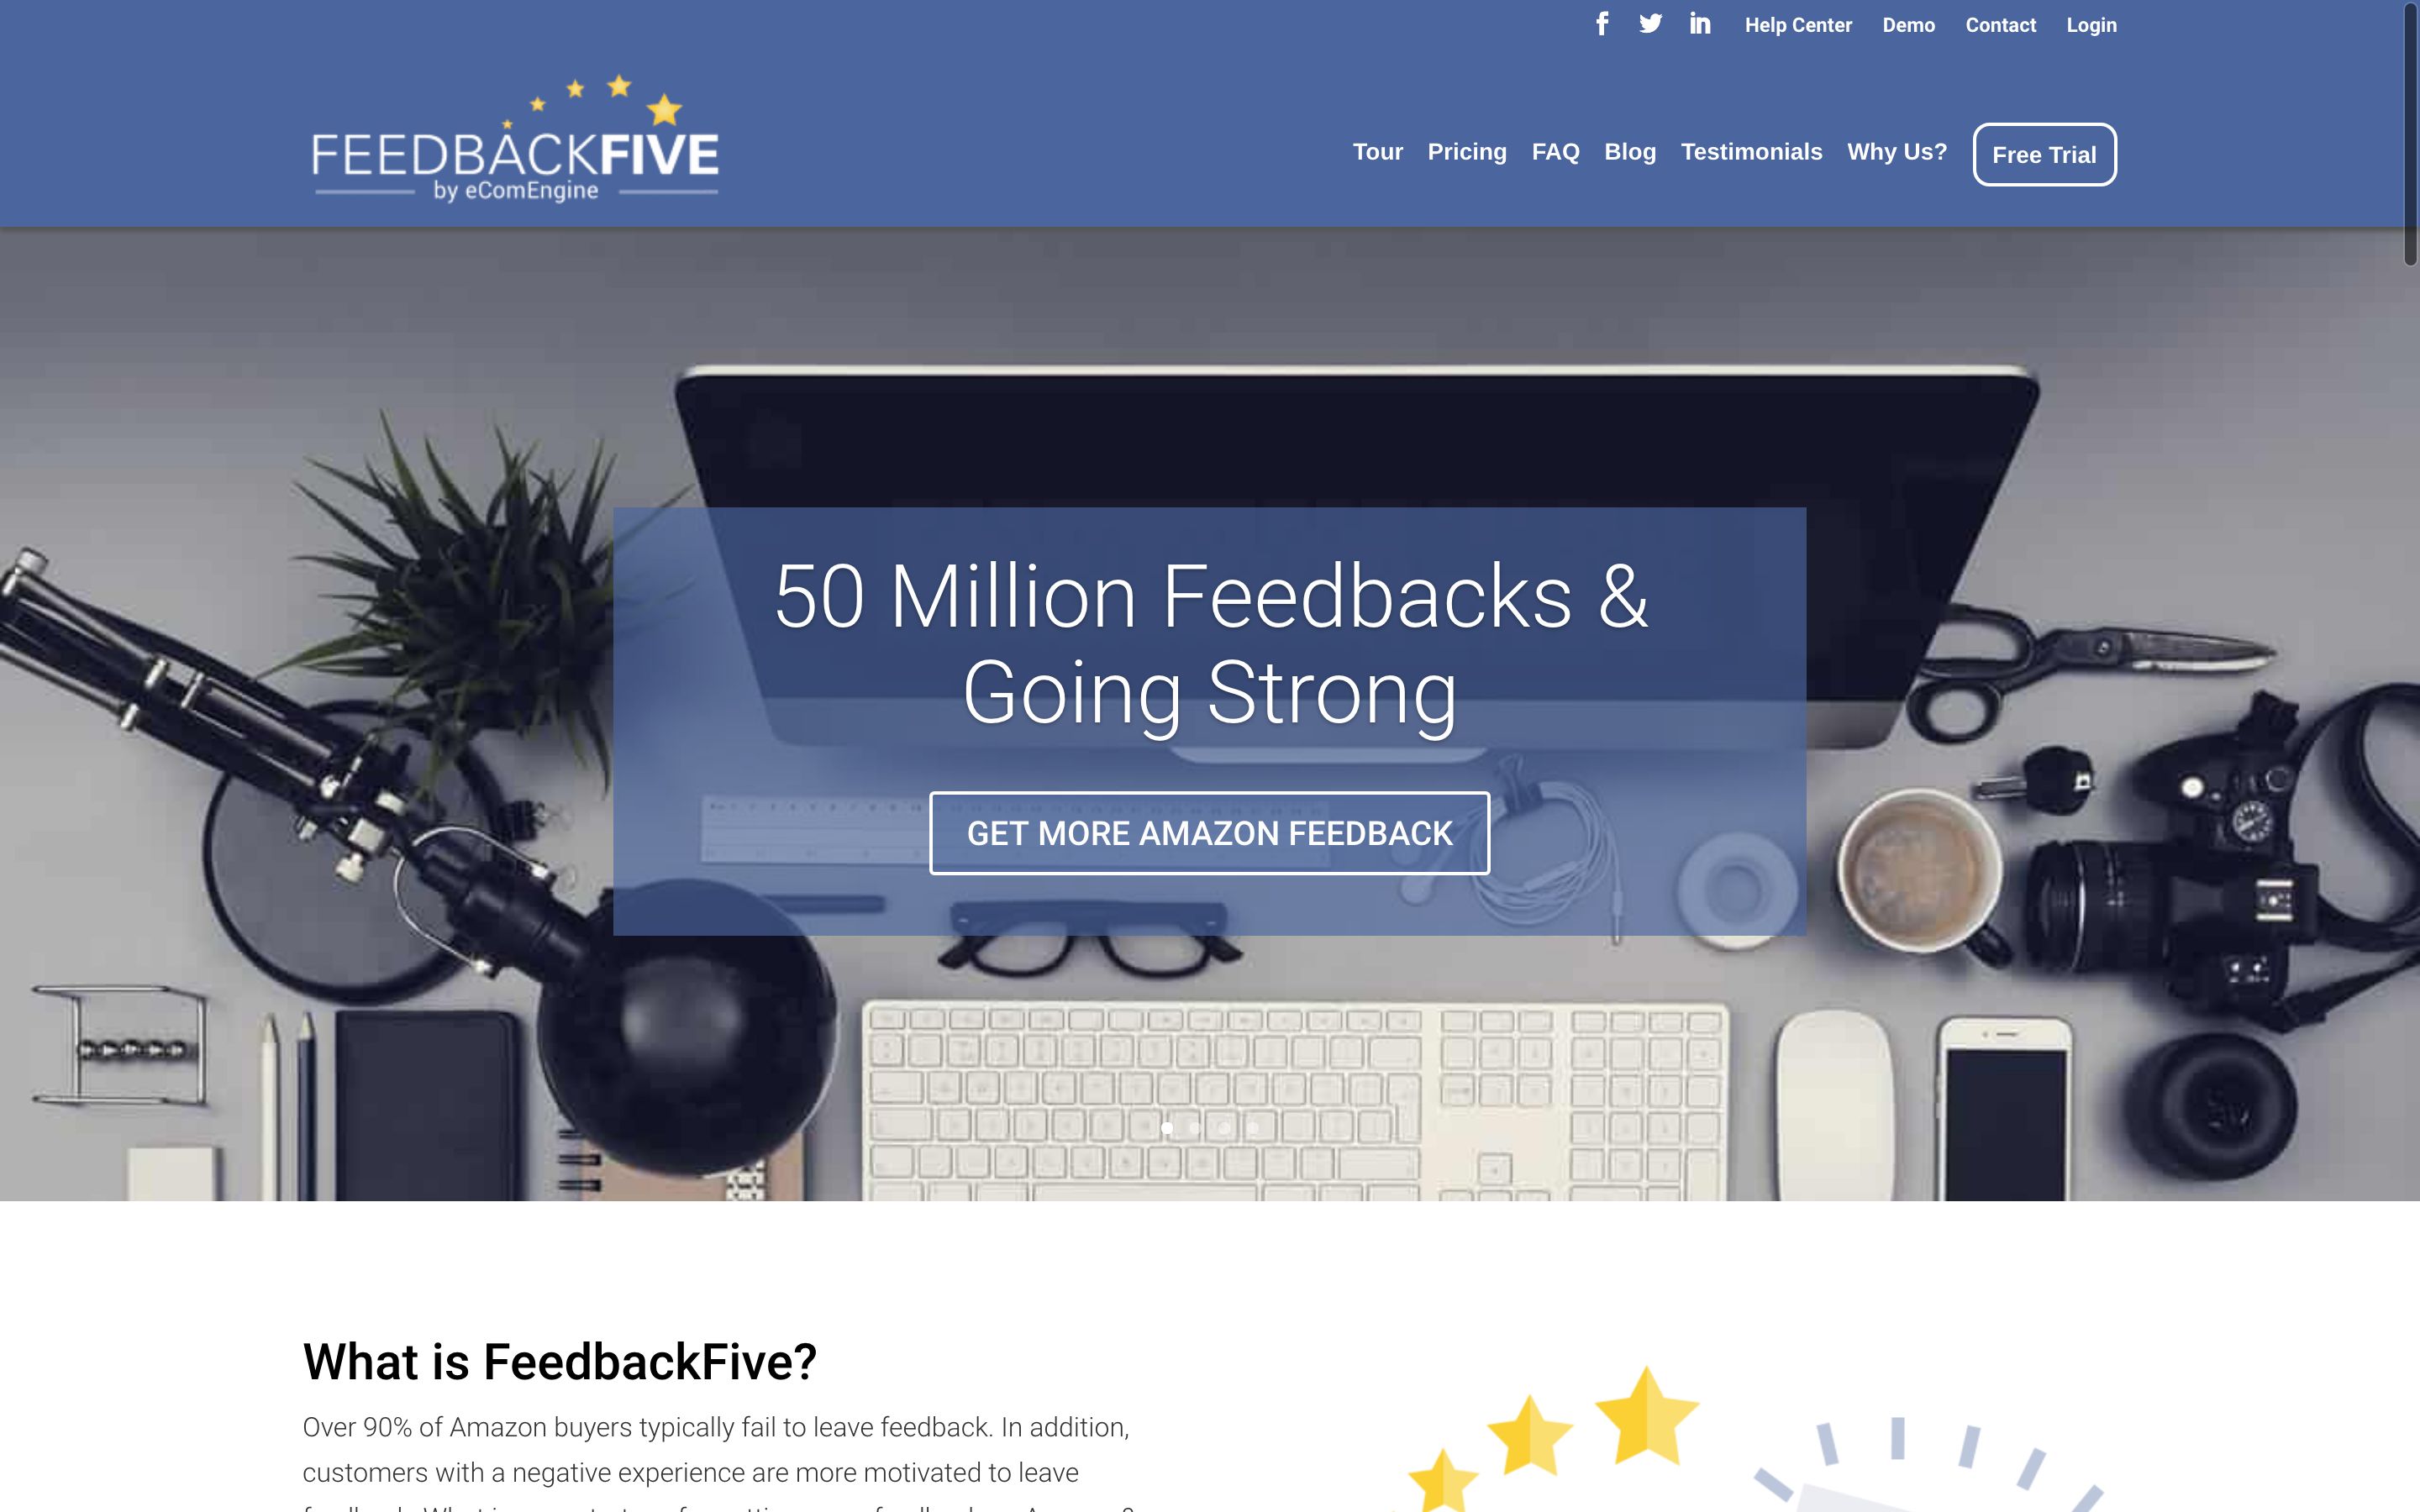 Help Center Demo Contact Login
FEEDBACKFIVE
by eComEngine
Tour Pricing FAQ Blog Testimonials Why Us? Free Trial
50 Million Feedbacks &
Going Strong
GET MORE AMAZON FEEDBACK
What is FeedbackFive?
Over 90% of Amazon buyers typically fail to leave feedback. In addition,
customers with a negative experience are more motivated to leave